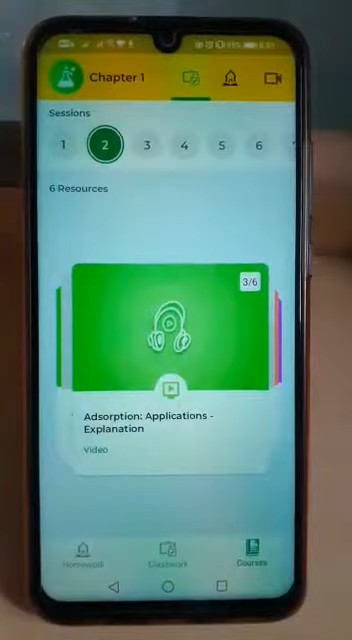 Chapter 1
Sessions
1 2 3 4 5 6
6 Resources
3/6
Adsorption: Applications -
Explanation
Video
Homework Classwork Courses